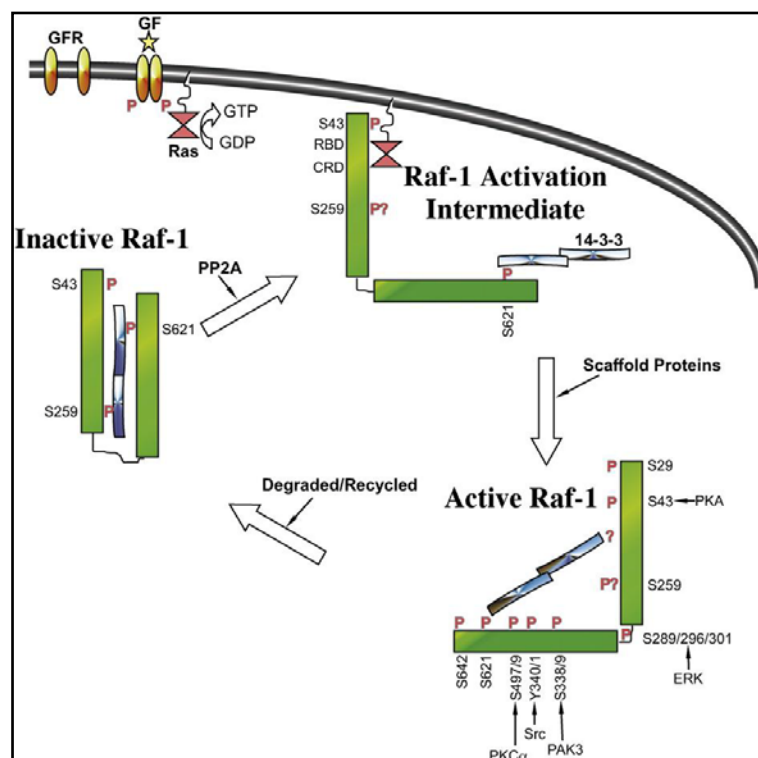 GF
GFR
P
P
GTP
GDP
Ras
S43
P
RBD
CRD
S259
P?
Raf-1 Activation
Intermediate
14-3-3
P
S621
Inactive Raf-1
S43
P
P
S621
S259
P
PP2A
Scaffold Proteins
Degraded/Recycled
Active Raf-1
P
S29
P
S43
PKA
?
P?
S259
P
P
P
P
P
P
S289/296/301
ERK
S642
S621
S497/9
Y340/1
S338/9
Src
PKCα
PAK3